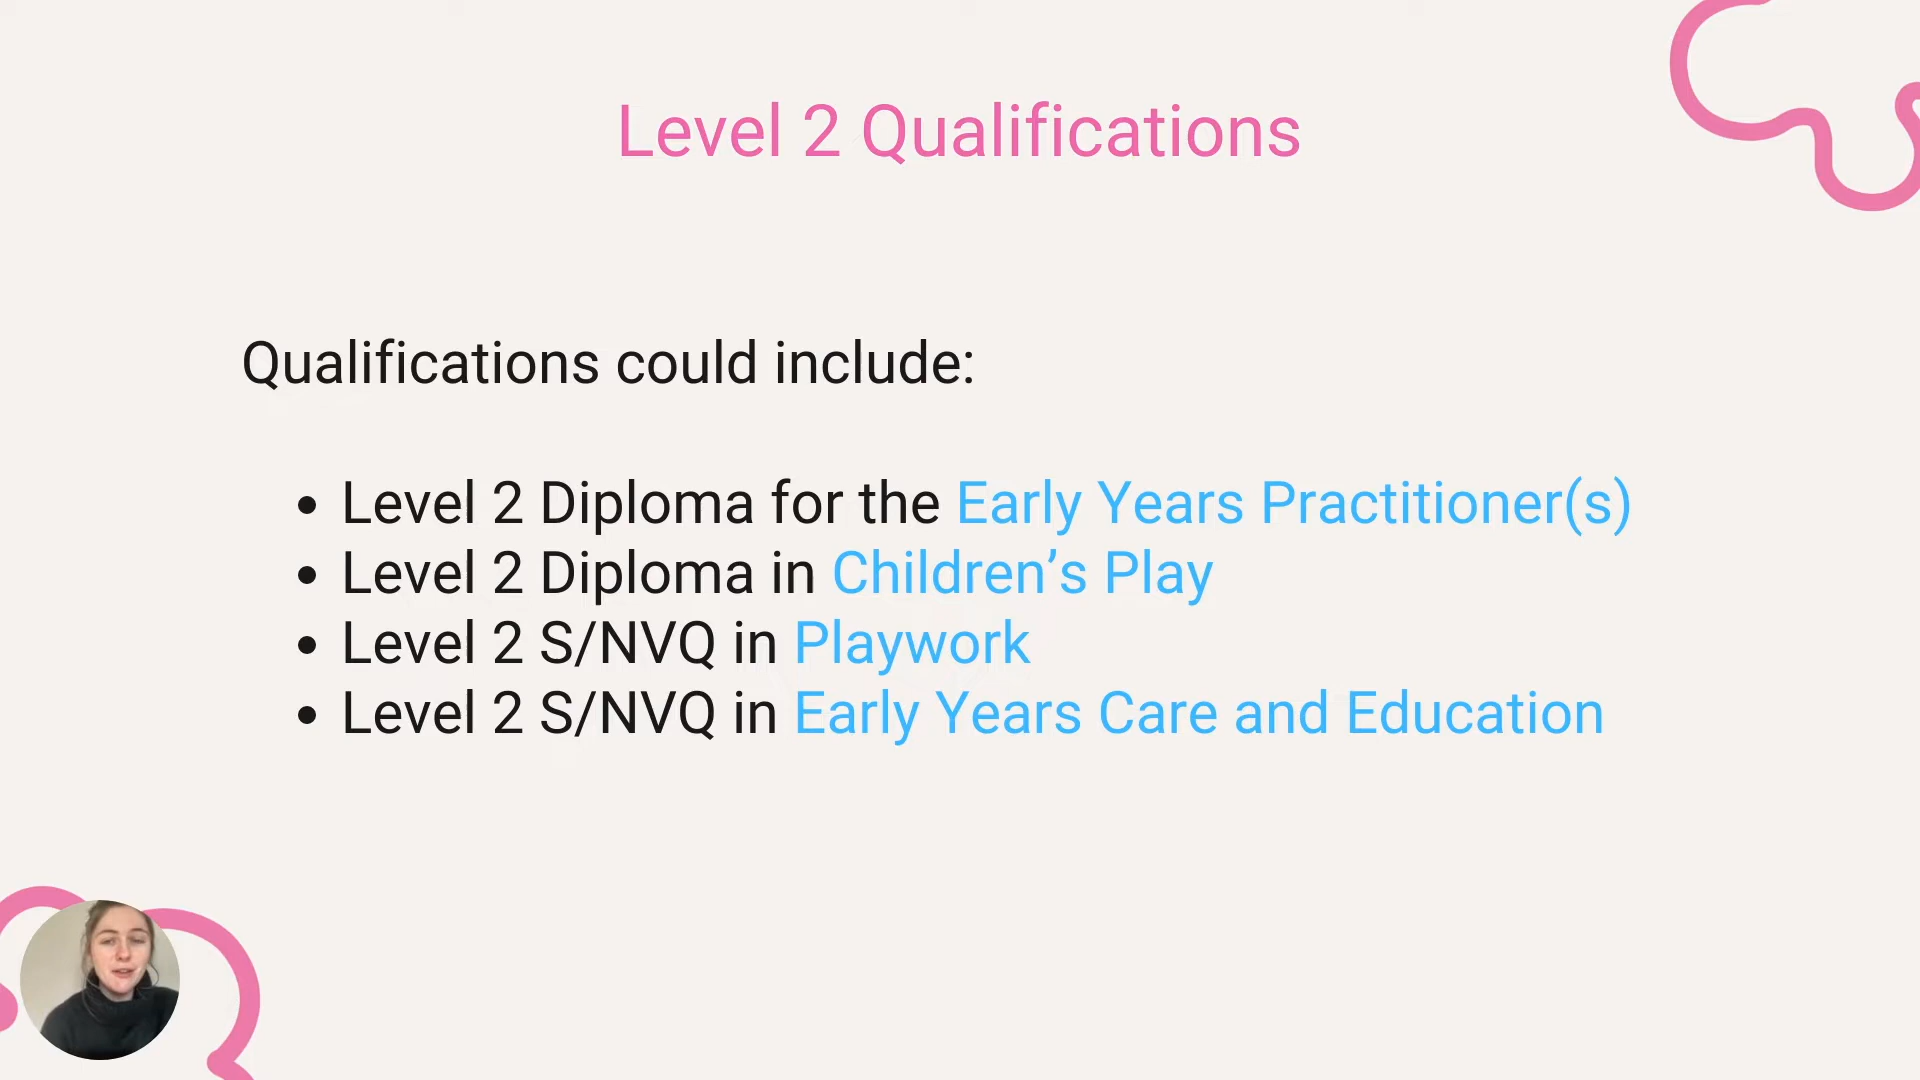 Level 2 Qualifications
Qualifications could include:
• Level 2 Diploma for the Early Years Practitioner(s)
• Level 2 Diploma in Children’s Play
• Level 2 S/NVQ in Playwork
• Level 2 S/NVQ in Early Years Care and Education